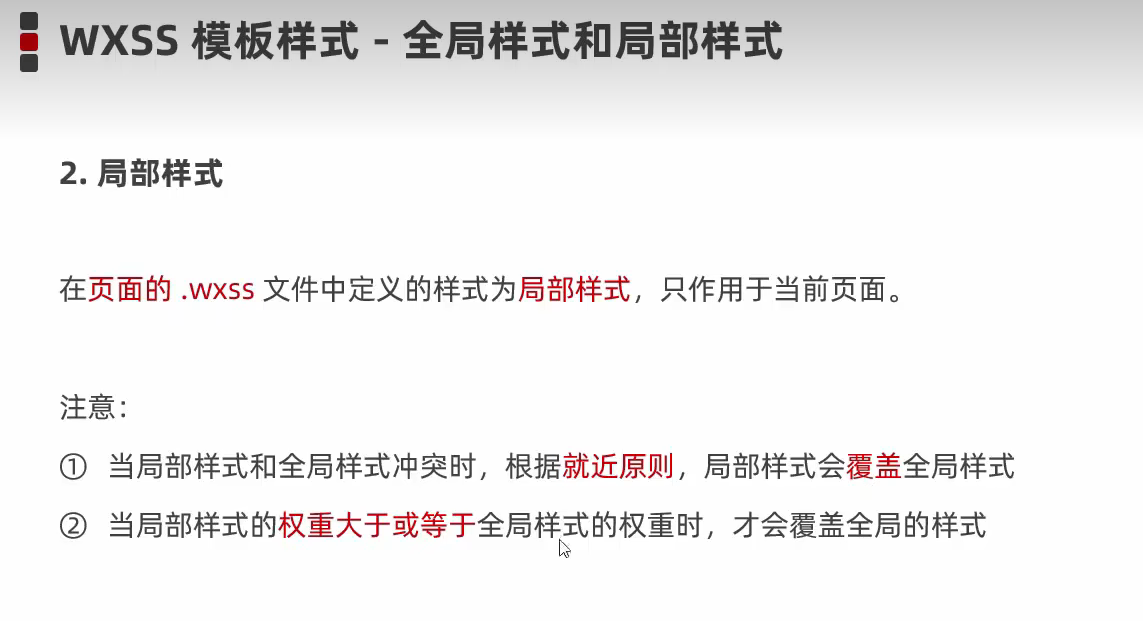 WXSS 模板样式 - 全局样式和局部样式
2. 局部样式
在页面的 .wxss 文件中定义的样式为局部样式，只作用于当前页面。
注意：
① 当局部样式和全局样式冲突时，根据就近原则，局部样式会覆盖全局样式
② 当局部样式的权重大于或等于全局样式的权重时，才会覆盖全局的样式